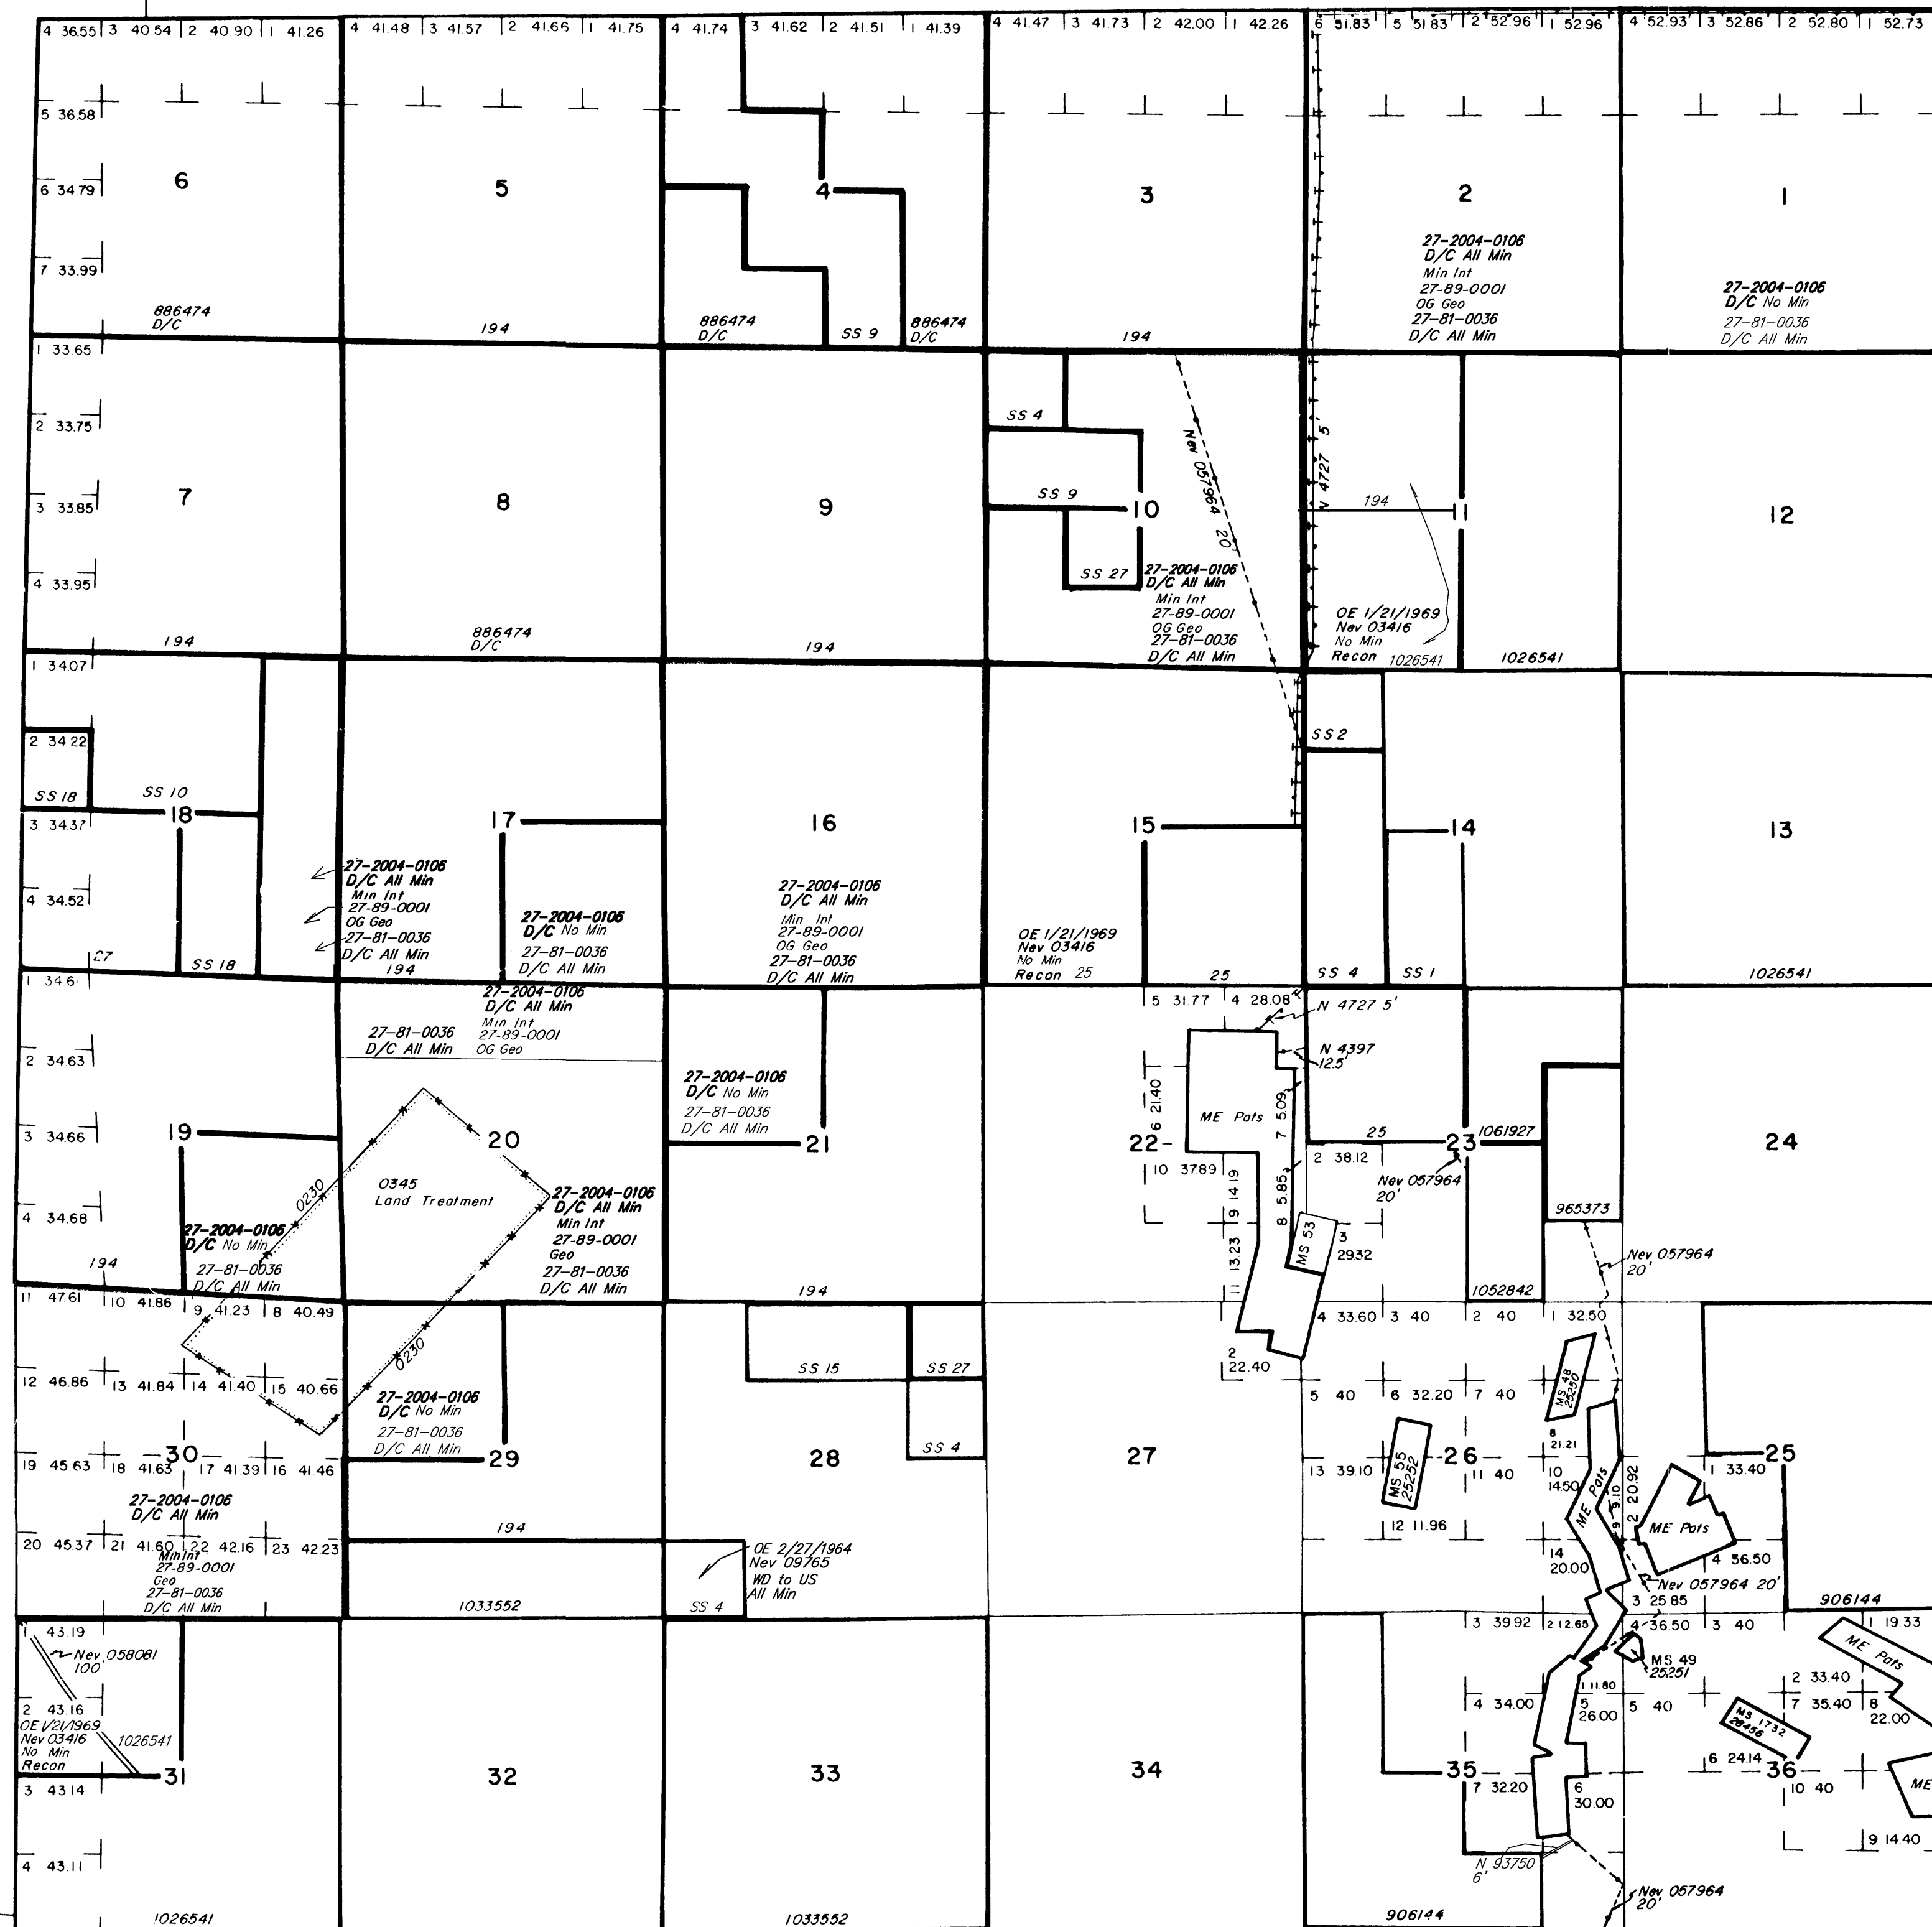 4 36.55 3 40.54 2 40.90 1 41.26
4 41.48 3 41.57 2 41.66 1 41.75
4 41.74 3 41.62 2 41.51 1 41.39
4 41.47 3 41.73 2 42.00 1 42.26
6 51.83 5 51.83 2 52.96 1 52.96
4 52.93 3 52.86 2 52.80 1 52.73
5 36.58
6 34.79
7 33.99
6
886474
D/C
5
194
4
886474
D/C
SS 9
886474
D/C
3
194
2
27-2004-0106
D/C All Min
Min Int
27-89-0001
OG Geo
27-81-0036
D/C All Min
1
27-2004-0106
D/C No Min
27-81-0036
D/C All Min
1 33.65
2 33.75
3 33.85
4 33.95
7
194
8
886474
D/C
9
194
SS 4
SS 9
10
SS 27
Nev 057964 20'
27-2004-0106
D/C All Min
Min Int
27-89-0001
OG Geo
27-81-0036
D/C All Min
N 4727 5'
194
11
OE 1/21/1969
Nev 03416
No Min
Recon 1026541
1026541
12
1 34.07
2 34.22
SS 18
SS 10
18
3 34.37
4 34.52
27
SS 18
27-2004-0106
D/C All Min
Min Int
27-89-0001
OG Geo
27-81-0036
D/C All Min
194
17
27-2004-0106
D/C No Min
27-81-0036
D/C All Min
16
27-2004-0106
D/C All Min
Min Int
27-89-0001
OG Geo
27-81-0036
D/C All Min
15
OE 1/21/1969
Nev 03416
No Min
Recon 25
25
SS 2
14
SS 4
SS 1
13
1026541
1 34.61
2 34.63
3 34.66
4 34.68
19
194
27-2004-0106
D/C No Min
27-81-0036
D/C All Min
27-2004-0106
D/C All Min
Min Int
27-89-0001
OG Geo
27-81-0036
D/C All Min
20
0230
0345
Land Treatment
27-2004-0106
D/C All Min
Min Int
27-89-0001
Geo
27-81-0036
D/C All Min
27-2004-0106
D/C No Min
27-81-0036
D/C All Min
21
194
5 31.77 4 28.08
N 4727 5'
N 4397
12.5'
6 21.40
ME Pats
7 5.09
22
10 37.89
9 14.19
8 5.85
11 13.23
MS 53
25
1061927
23
2 38.12
Nev 057964
20'
3
29.32
965373
1052842
Nev 057964
20'
24
11 47.61 10 41.86 9 41.23 8 40.49
12 46.86 13 41.84 14 41.40 15 40.66
30
19 45.63 18 41.63 17 41.39 16 41.46
27-2004-0106
D/C All Min
20 45.37 21 41.60 22 42.16 23 42.23
Min Int
27-89-0001
Geo
27-81-0036
D/C All Min
0230
27-2004-0106
D/C No Min
27-81-0036
D/C All Min
29
194
1033552
SS 15
SS 27
SS 4
28
OE 2/27/1964
Nev 09765
WD to US
All Min
SS 4
2
22.40
27
4 33.60 3 40 2 40 1 32.50
5 40 6 32.20 7 40
MS 48
25250
8
21.21
MS 55
25252
26
13 39.10
11 40
10
14.50
12 11.96
14
20.00
ME Pats
9 9.10
2 20.92
1 33.40
25
ME Pats
4 36.50
Nev 057964 20'
3 25.85
906144
1 43.19
Nev 058081
100'
2 43.16
OE 1/21/1969
Nev 03416
No Min
Recon
1026541
31
3 43.14
4 43.11
1026541
32
33
1033552
34
3 39.92 2 12.65
4 34.00
1 11.80
5
26.00
35
7 32.20
6
30.00
N 93750
6'
906144
4 36.50 3 40
1 19.33
ME Pats
MS 49
25251
5 40
2 33.40
7 35.40
8
22.00
MS 1732
28456
6 24.14
36
10 40
ME
9 14.40
Nev 057964
20'